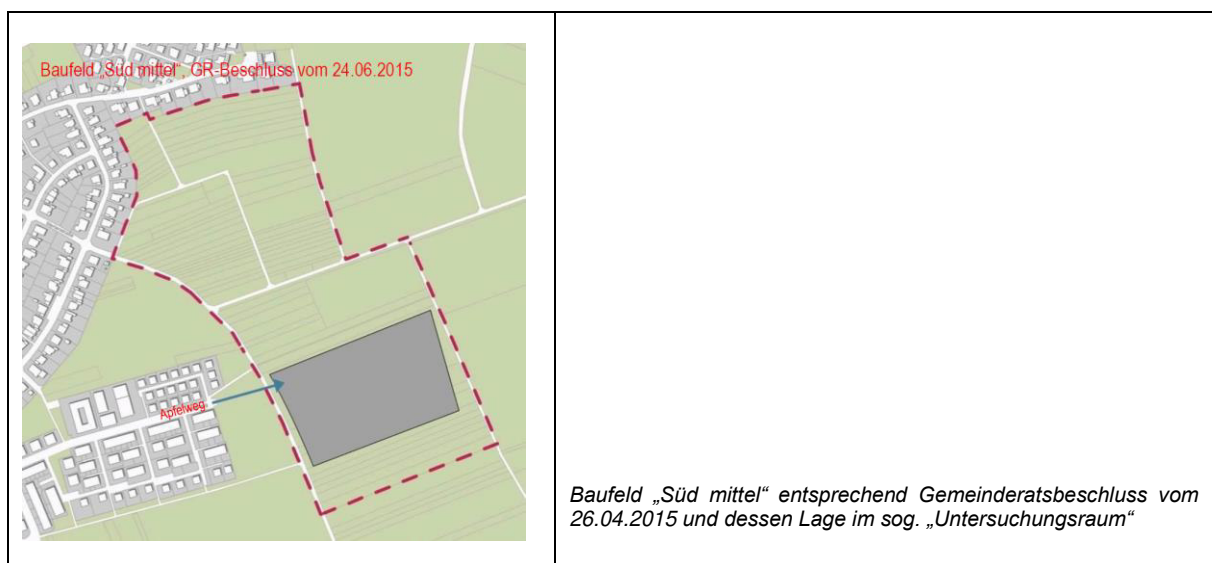 Baufeld „Süd mittel“, GR-Beschluss vom 24.06.2015
Apfelweg
Baufeld „Süd mittel“ entsprechend Gemeinderatsbeschluss vom
26.04.2015 und dessen Lage im sog. „Untersuchungsraum“